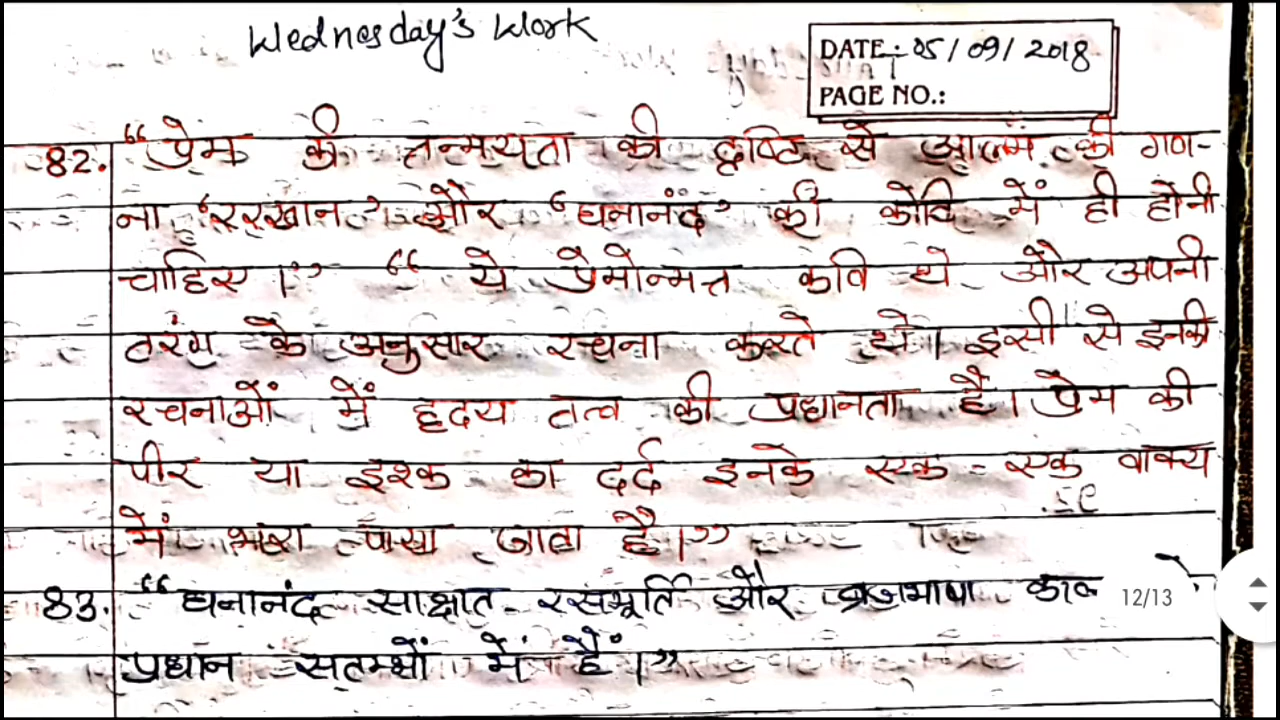 Wednesday's Work
DATE: 05/09/2018
PAGE NO.:
82. “प्रेम की तन्मयता की दृष्टि से आलम की गण-
ना ‘रसखान’ और ‘घनानंद’ की कोटि में ही होनी
चाहिए।” “ये प्रेमोन्मत्त कवि थे और अपनी
तरंग के अनुसार रचना करते थे। इसी से इनकी
रचनाओं में हृदय तत्व की प्रधानता है। प्रेम की
पीर या इश्क का दर्द इनके एक-एक वाक्य
में भरा पाया जाता है।”
83. “घनानंद साक्षात रसमूर्ति और ब्रजभाषा
12/13
प्रधान सतम्भों में हैं।”